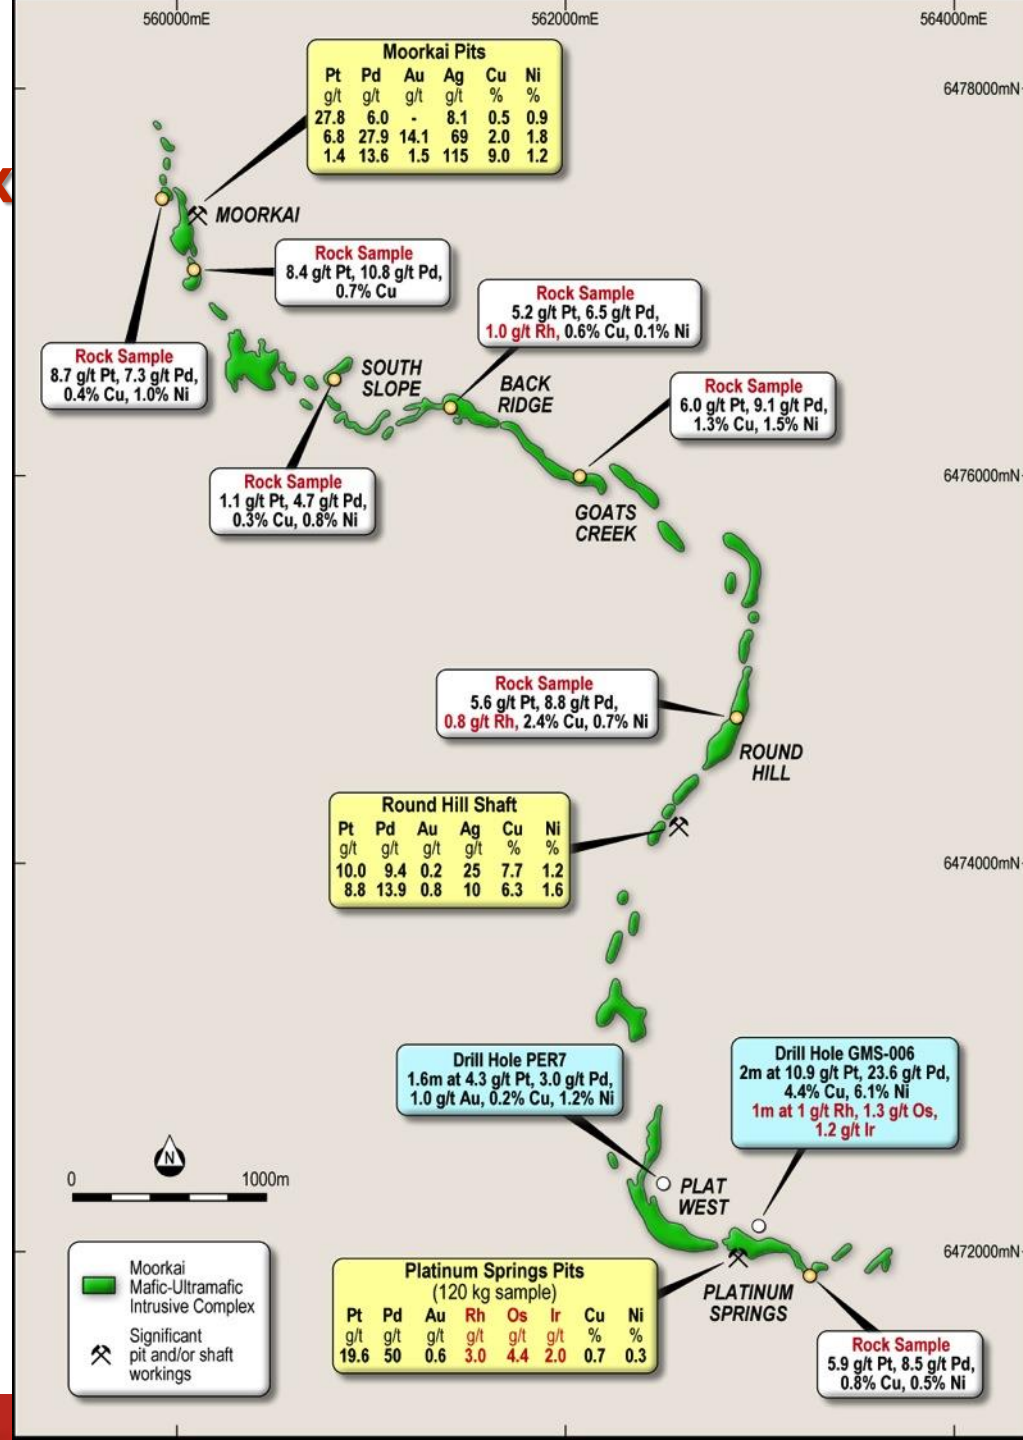 560000mE
562000mE
564000mE
6478000mN
Moorkai Pits
Pt Pd Au Ag Cu Ni
g/t g/t g/t g/t % %
27.8 6.0 - 8.1 0.5 0.9
6.8 27.9 14.1 69 2.0 1.8
1.4 13.6 1.5 115 9.0 1.2
X
MOORKAI
Rock Sample
8.4 g/t Pt, 10.8 g/t Pd,
0.7% Cu
Rock Sample
5.2 g/t Pt, 6.5 g/t Pd,
1.0 g/t Rh, 0.6% Cu, 0.1% Ni
Rock Sample
8.7 g/t Pt, 7.3 g/t Pd,
0.4% Cu, 1.0% Ni
SOUTH
SLOPE
BACK
RIDGE
Rock Sample
6.0 g/t Pt, 9.1 g/t Pd,
1.3% Cu, 1.5% Ni
Rock Sample
1.1 g/t Pt, 4.7 g/t Pd,
0.3% Cu, 0.8% Ni
6476000mN
GOATS
CREEK
Rock Sample
5.6 g/t Pt, 8.8 g/t Pd,
0.8 g/t Rh, 2.4% Cu, 0.7% Ni
ROUND
HILL
Round Hill Shaft
Pt Pd Au Ag Cu Ni
g/t g/t g/t g/t % %
10.0 9.4 0.2 25 7.7 1.2
8.8 13.9 0.8 10 6.3 1.6
6474000mN
Drill Hole PER7
1.6m at 4.3 g/t Pt, 3.0 g/t Pd,
1.0 g/t Au, 0.2% Cu, 1.2% Ni
Drill Hole GMS-006
2m at 10.9 g/t Pt, 23.6 g/t Pd,
4.4% Cu, 6.1% Ni
1m at 1 g/t Rh, 1.3 g/t Os,
1.2 g/t Ir
N
0 1000m
PLAT
WEST
6472000mN
Moorkai
Mafic-Ultramafic
Intrusive Complex
Significant
pit and/or shaft
workings
Platinum Springs Pits
(120 kg sample)
Pt Pd Au Rh Os Ir Cu Ni
g/t g/t g/t g/t g/t g/t % %
19.6 50 0.6 3.0 4.4 2.0 0.7 0.3
PLATINUM
SPRINGS
Rock Sample
5.9 g/t Pt, 8.5 g/t Pd,
0.8% Cu, 0.5% Ni